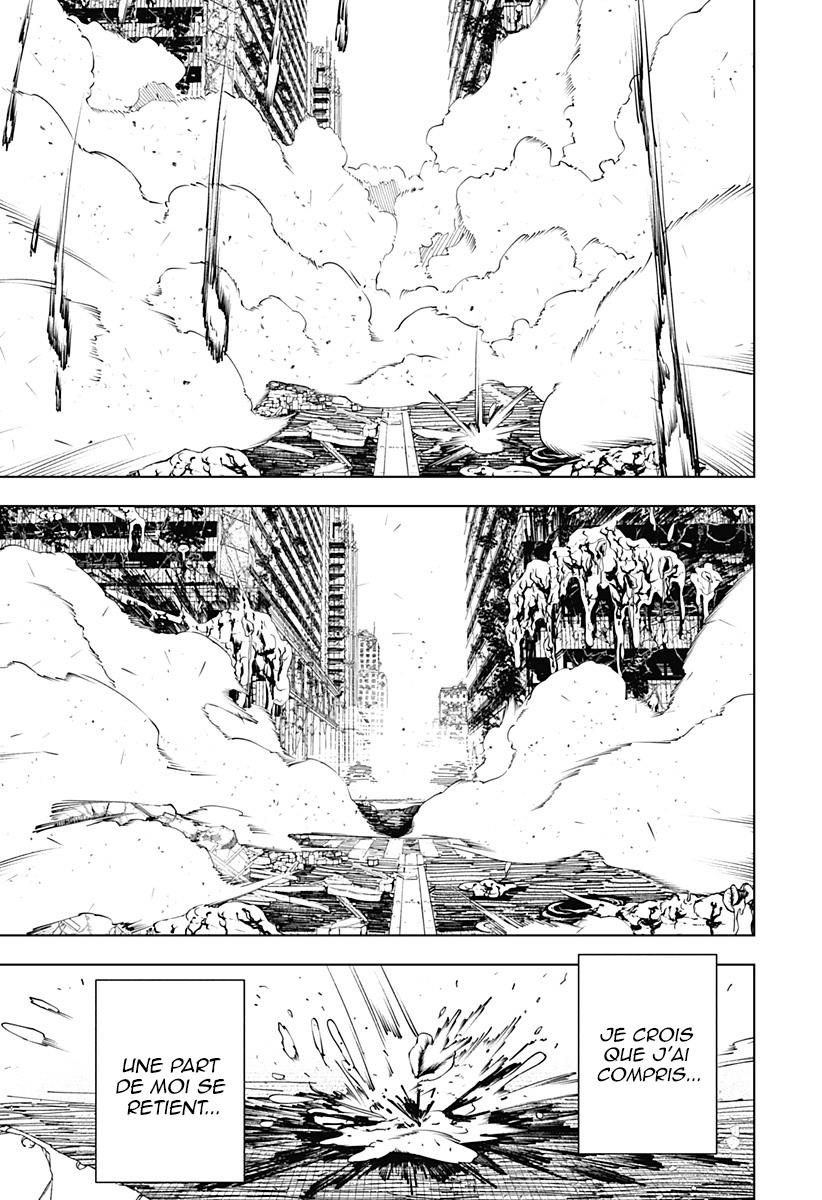 JE CROIS
QUE J'AI
COMPRIS...
UNE PART
DE MOI SE
RETIENT...